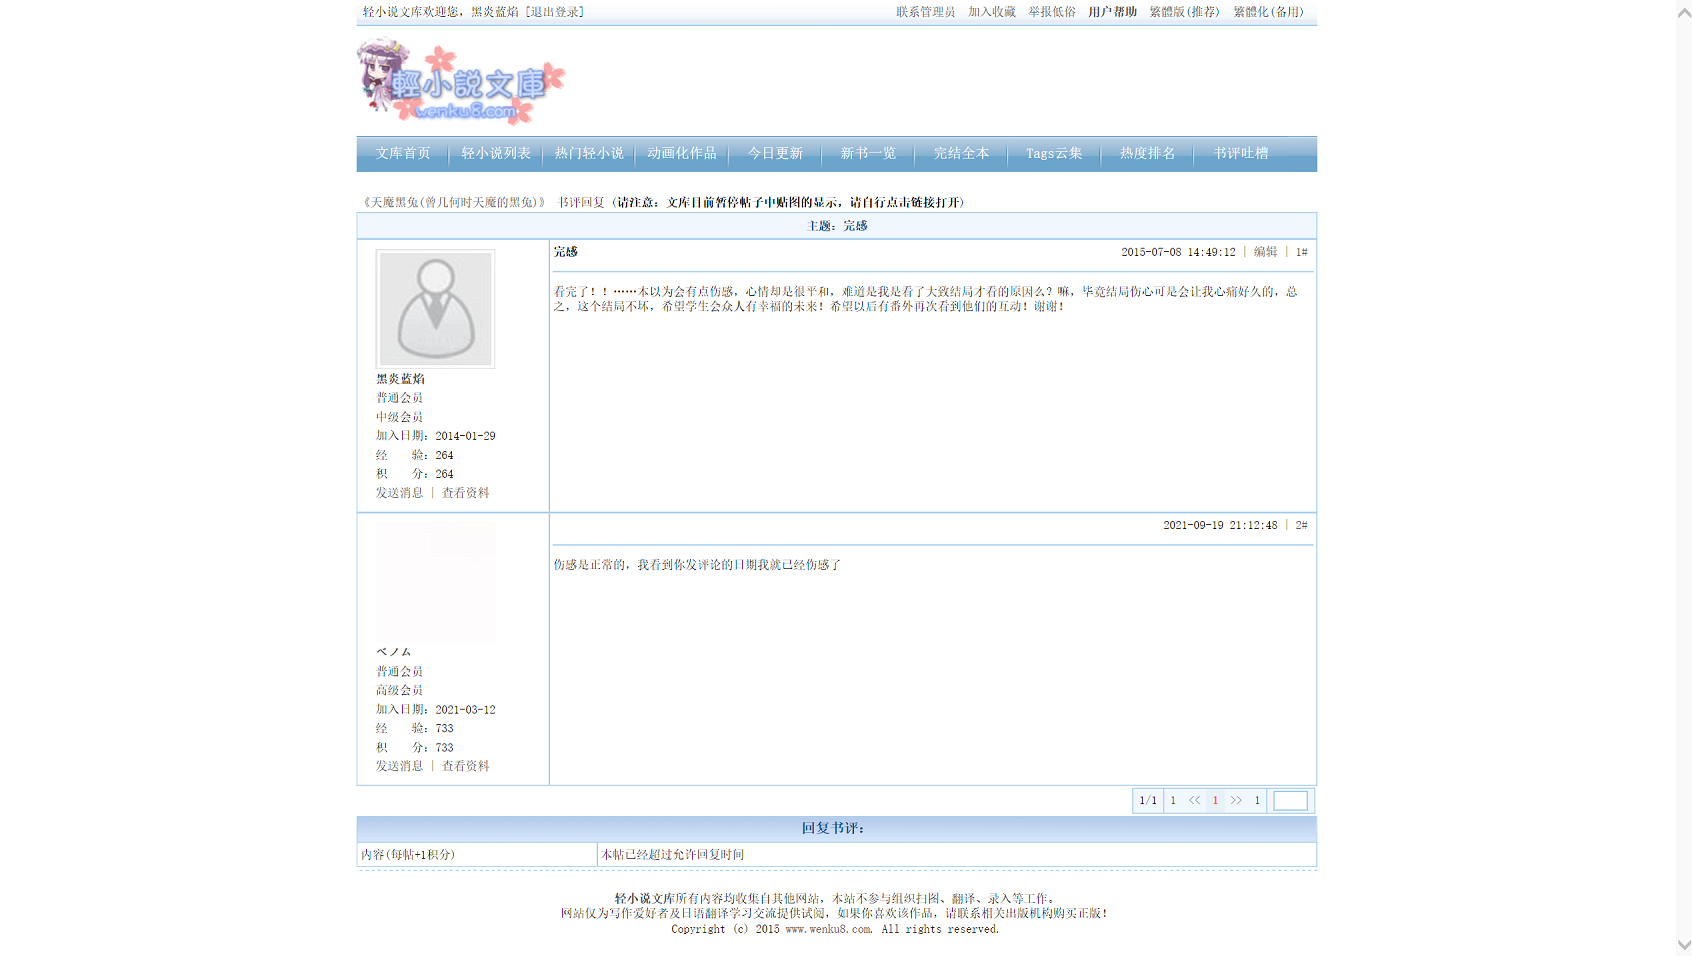 轻小说文库欢迎您，黑炎蓝焰 [退出登录]
联系管理员 加入收藏 举报低俗 用户帮助 繁體版(推荐) 繁體化(备用)
輕小説文庫
wenku8.com
文库首页 轻小说列表 热门轻小说 动画化作品 今日更新 新书一览 完结全本 Tags云集 热度排名 书评吐槽
《天魔黑兔(曾几何时天魔的黑兔)》 书评回复 (请注意：文库目前暂停帖子中贴图的显示，请自行点击链接打开)
主题：完感
完感
2015-07-08 14:49:12 | 编辑 | 1#
看完了！！……本以为会有点伤感，心情却是很平和，难道是我是看了大致结局才看的原因么？嘛，毕竟结局伤心可是会让我心痛好久的，总
之，这个结局不坏，希望学生会众人有幸福的未来！希望以后有番外再次看到他们的互动！谢谢！
黑炎蓝焰
普通会员
中级会员
加入日期：2014-01-29
经　　验：264
积　　分：264
发送消息 | 查看资料
2021-09-19 21:12:48 | 2#
伤感是正常的，我看到你发评论的日期我就已经伤感了
ベノム
普通会员
高级会员
加入日期：2021-03-12
经　　验：733
积　　分：733
发送消息 | 查看资料
1/1 1 << 1 >> 1
回复书评：
内容(每帖+1积分)
本帖已经超过允许回复时间
轻小说文库所有内容均收集自其他网站，本站不参与组织扫图、翻译、录入等工作。
网站仅为写作爱好者及日语翻译学习交流提供试阅，如果你喜欢该作品，请联系相关出版机构购买正版！
Copyright (c) 2015 www.wenku8.com. All rights reserved.